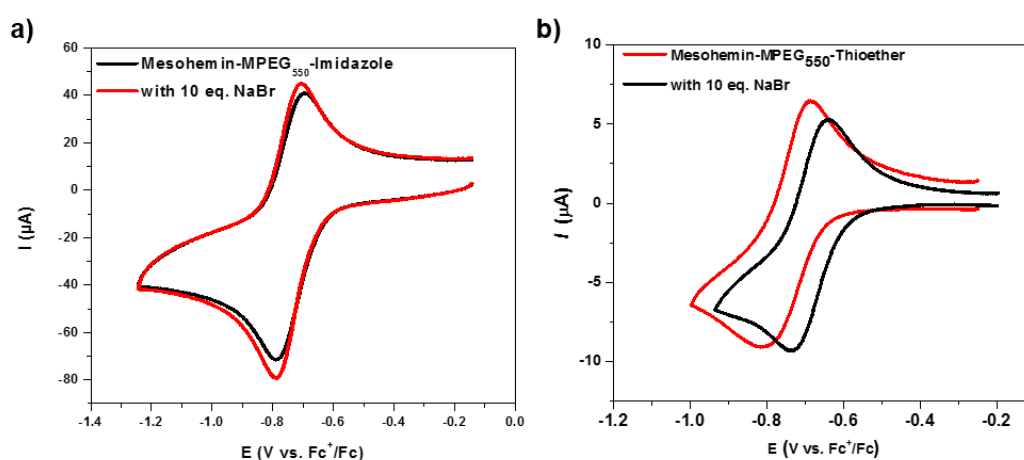 a)
Mesohemin-MPEG550-Imidazole
with 10 eq. NaBr
I (µA)
60
40
20
0
-20
-40
-60
-80
-1.4 -1.2 -1.0 -0.8 -0.6 -0.4 -0.2 0.0
E (V vs. Fc+/Fc)
b)
Mesohemin-MPEG550-Thioether
with 10 eq. NaBr
I (µA)
10
5
0
-5
-10
-1.2 -1.0 -0.8 -0.6 -0.4 -0.2
E (V vs. Fc+/Fc)